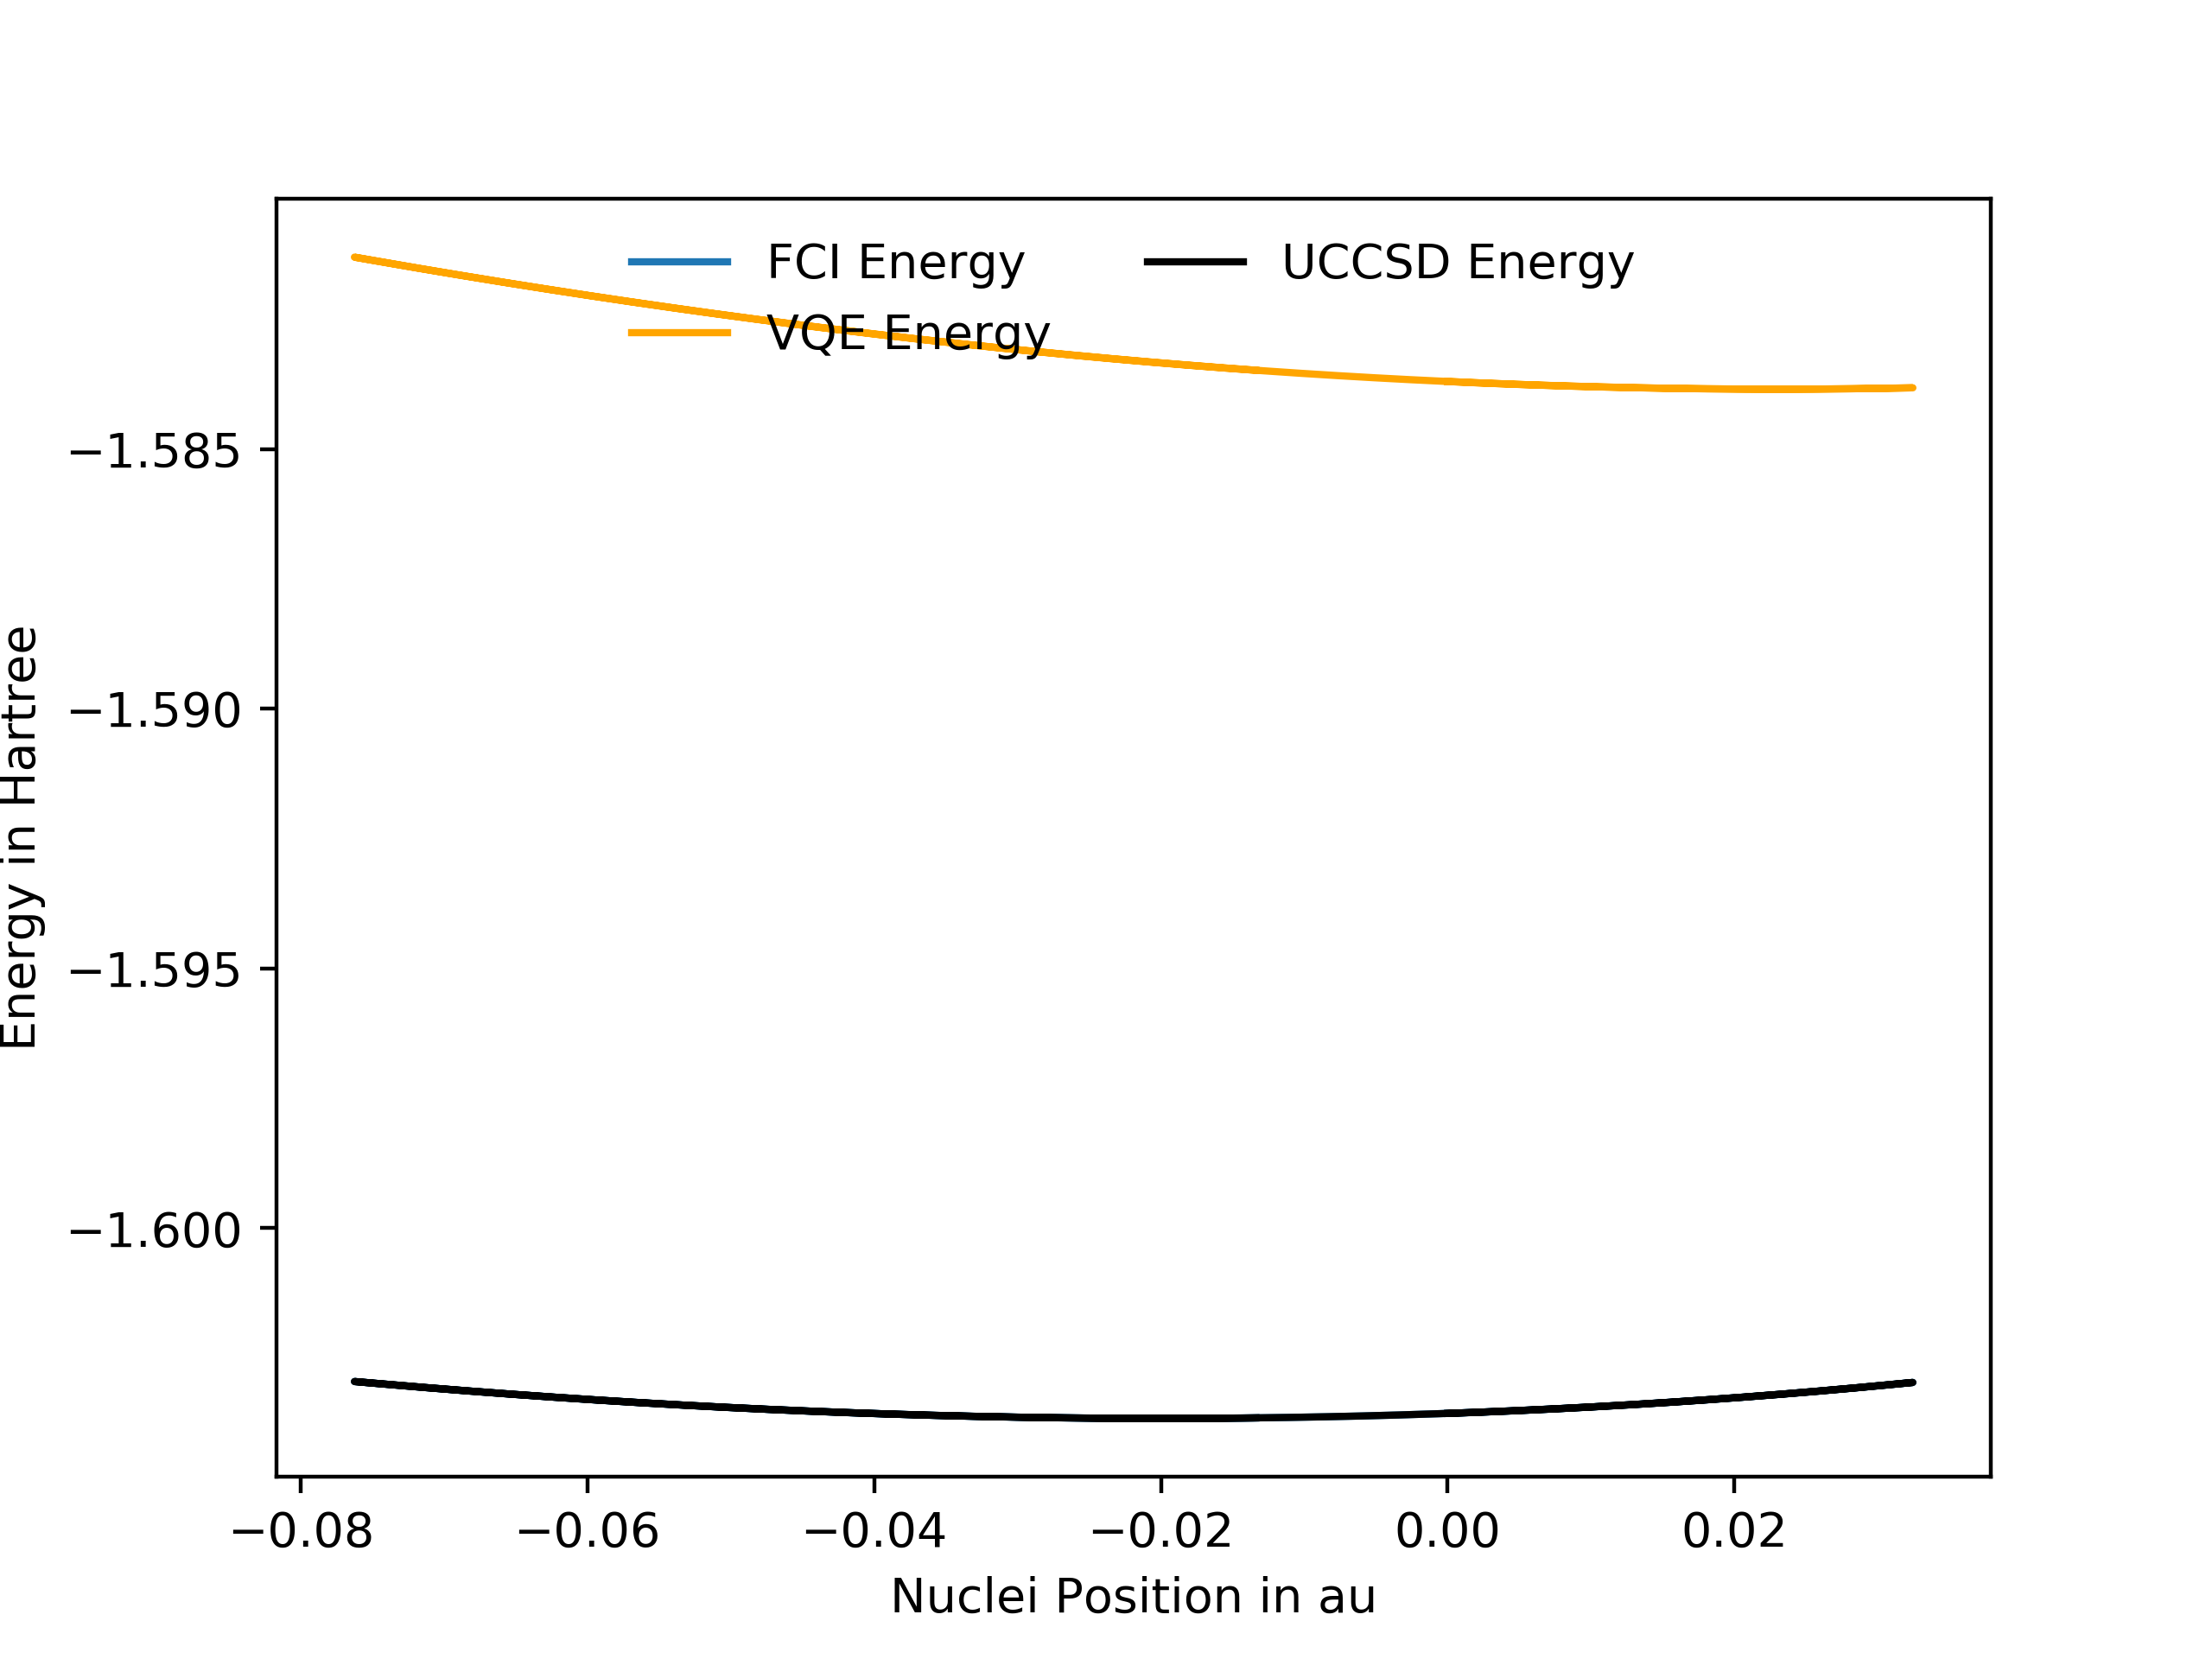 FCI Energy
VQE Energy
UCCSD Energy
−1.585
−1.590
−1.595
−1.600
Energy in Hartree
−0.08 −0.06 −0.04 −0.02 0.00 0.02
Nuclei Position in au